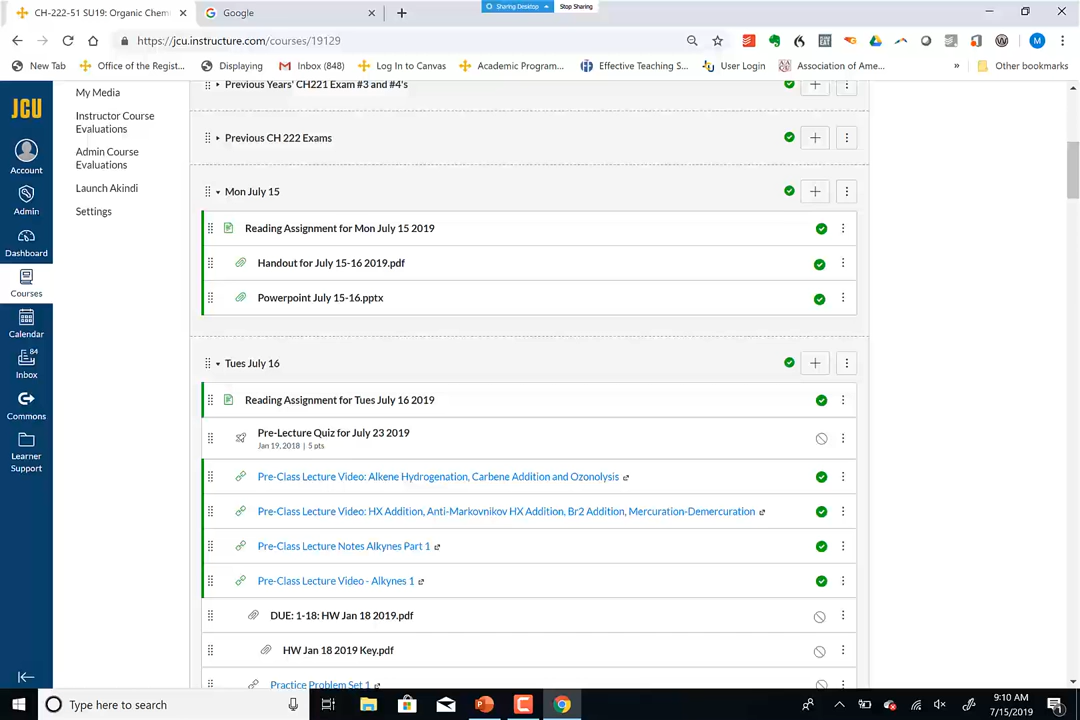 CH-222-51 SU19: Organic Chem
Google
Sharing Desktop
Stop Sharing
https://jcu.instructure.com/courses/19129
New Tab
Office of the Regist...
Displaying
Inbox (848)
Log In to Canvas
Academic Program...
Effective Teaching S...
User Login
Association of Ame...
»
Other bookmarks
JCU
Account
Admin
Dashboard
Courses
Calendar
84
Inbox
Commons
Learner
Support
My Media
Instructor Course
Evaluations
Admin Course
Evaluations
Launch Akindi
Settings
Previous Years' CH221 Exam #3 and #4's
Previous CH 222 Exams
Mon July 15
Reading Assignment for Mon July 15 2019
Handout for July 15-16 2019.pdf
Powerpoint July 15-16.pptx
Tues July 16
Reading Assignment for Tues July 16 2019
Pre-Lecture Quiz for July 23 2019
Jan 19, 2018 | 5 pts
Pre-Class Lecture Video: Alkene Hydrogenation, Carbene Addition and Ozonolysis
Pre-Class Lecture Video: HX Addition, Anti-Markovnikov HX Addition, Br2 Addition, Mercuration-Demercuration
Pre-Class Lecture Notes Alkynes Part 1
Pre-Class Lecture Video - Alkynes 1
DUE: 1-18: HW Jan 18 2019.pdf
HW Jan 18 2019 Key.pdf
Practice Problem Set 1
Type here to search
9:10 AM
7/15/2019